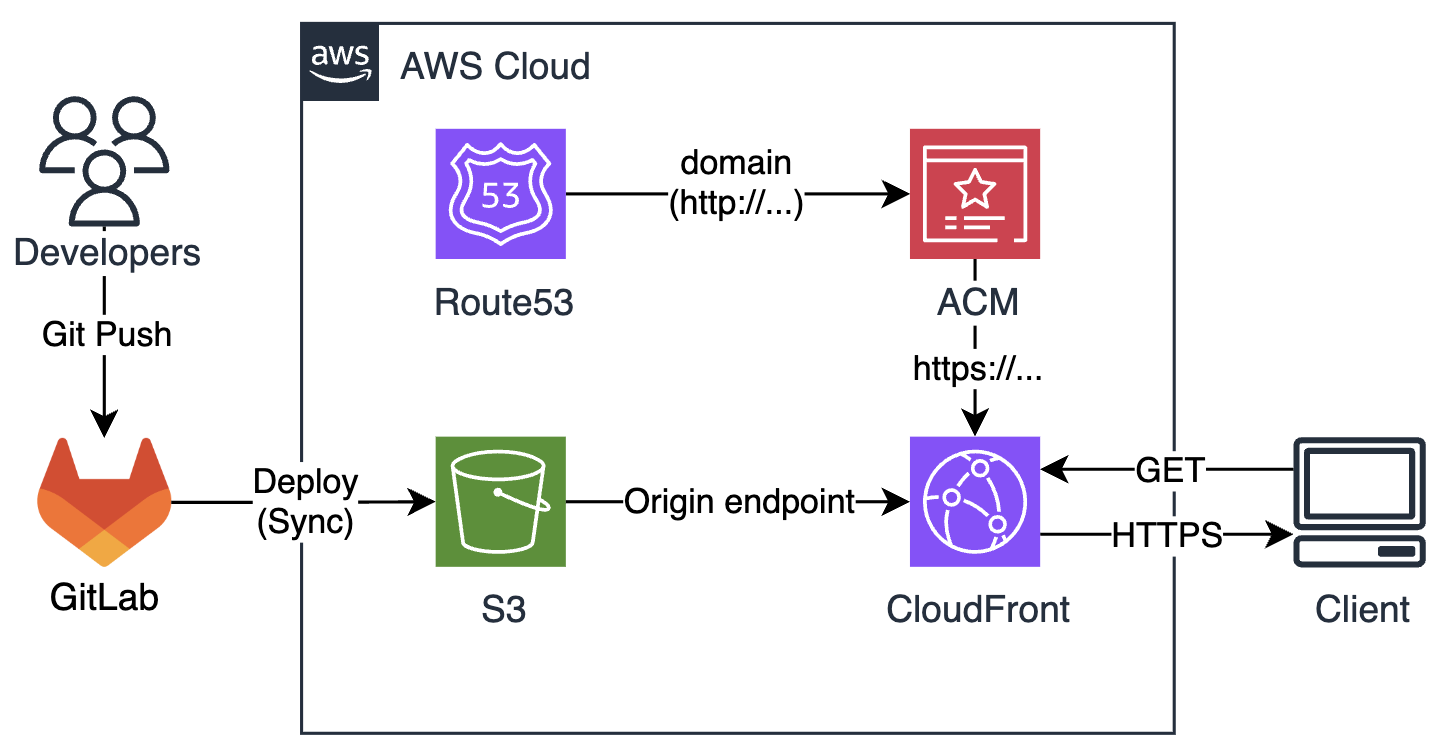 aws
AWS Cloud
Developers
Git Push
GitLab
Deploy
(Sync)
53
Route53
domain
(http://...)
ACM
https://...
S3
Origin endpoint
CloudFront
GET
HTTPS
Client